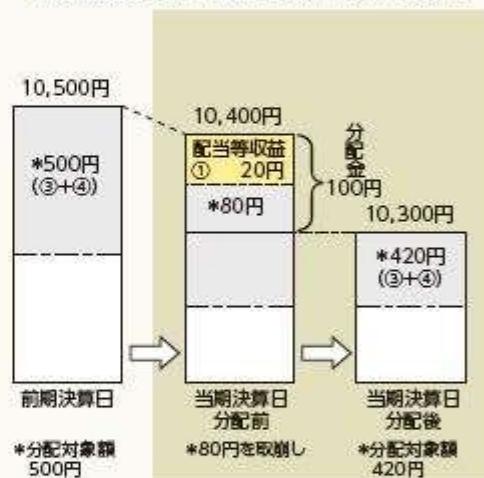 10,500円
10,400円
分配金
100円
配当等収益
① 20円
*500円
(③+④)
*80円
10,300円
*420円
(③+④)
前期決算日
当期決算日
分配前
当期決算日
分配後
*分配対象額
500円
*80円を取崩し
*分配対象額
420円